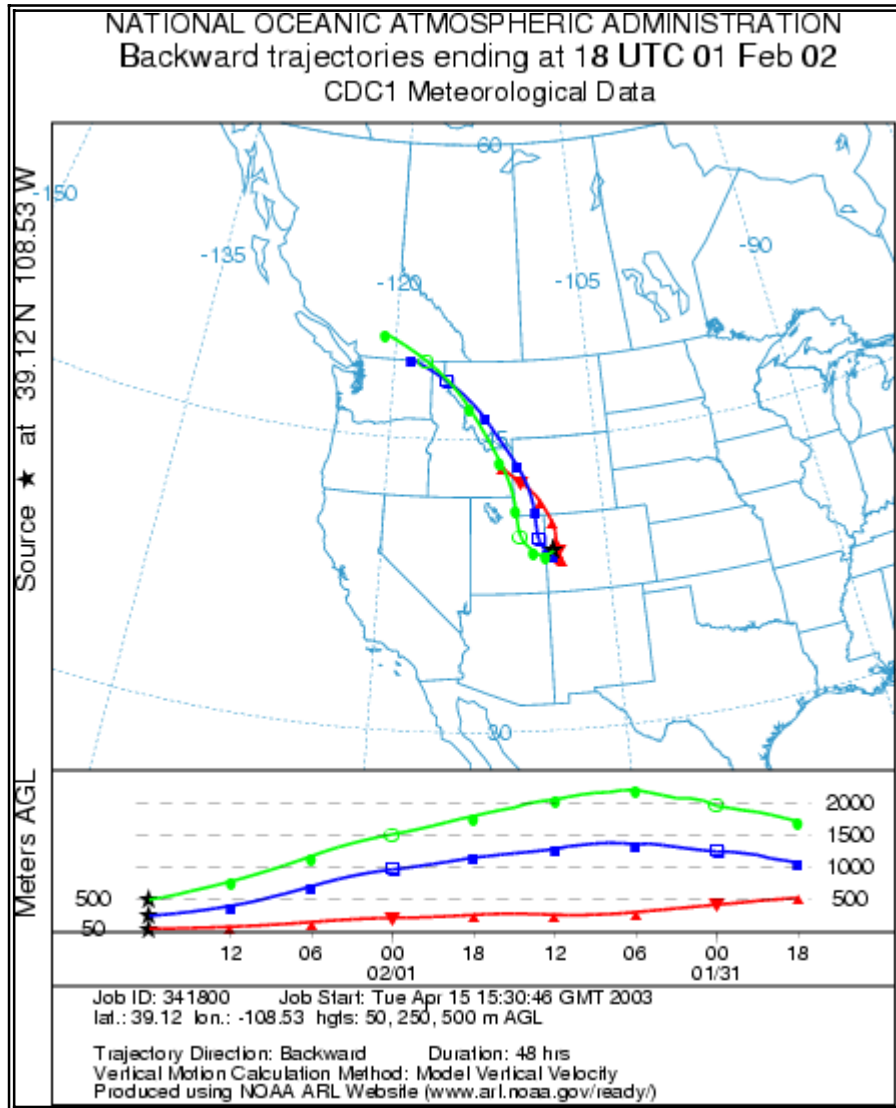 NATIONAL OCEANIC ATMOSPHERIC ADMINISTRATION
Backward trajectories ending at 18 UTC 01 Feb 02
CDC1 Meteorological Data
Source ★ at 39.12 N 108.53 W
60
-150
-135
-90
-120
-105
45
30
Meters AGL
2000
1500
1000
500 500
50
12 06 00 18 12 06 00 18
02/01 01/31
Job ID: 341800 Job Start: Tue Apr 15 15:30:46 GMT 2003
lat.: 39.12 lon.: -108.53 hgts: 50, 250, 500 m AGL
Trajectory Direction: Backward Duration: 48 hrs
Vertical Motion Calculation Method: Model Vertical Velocity
Produced using NOAA ARL Website (www.arl.noaa.gov/ready/)